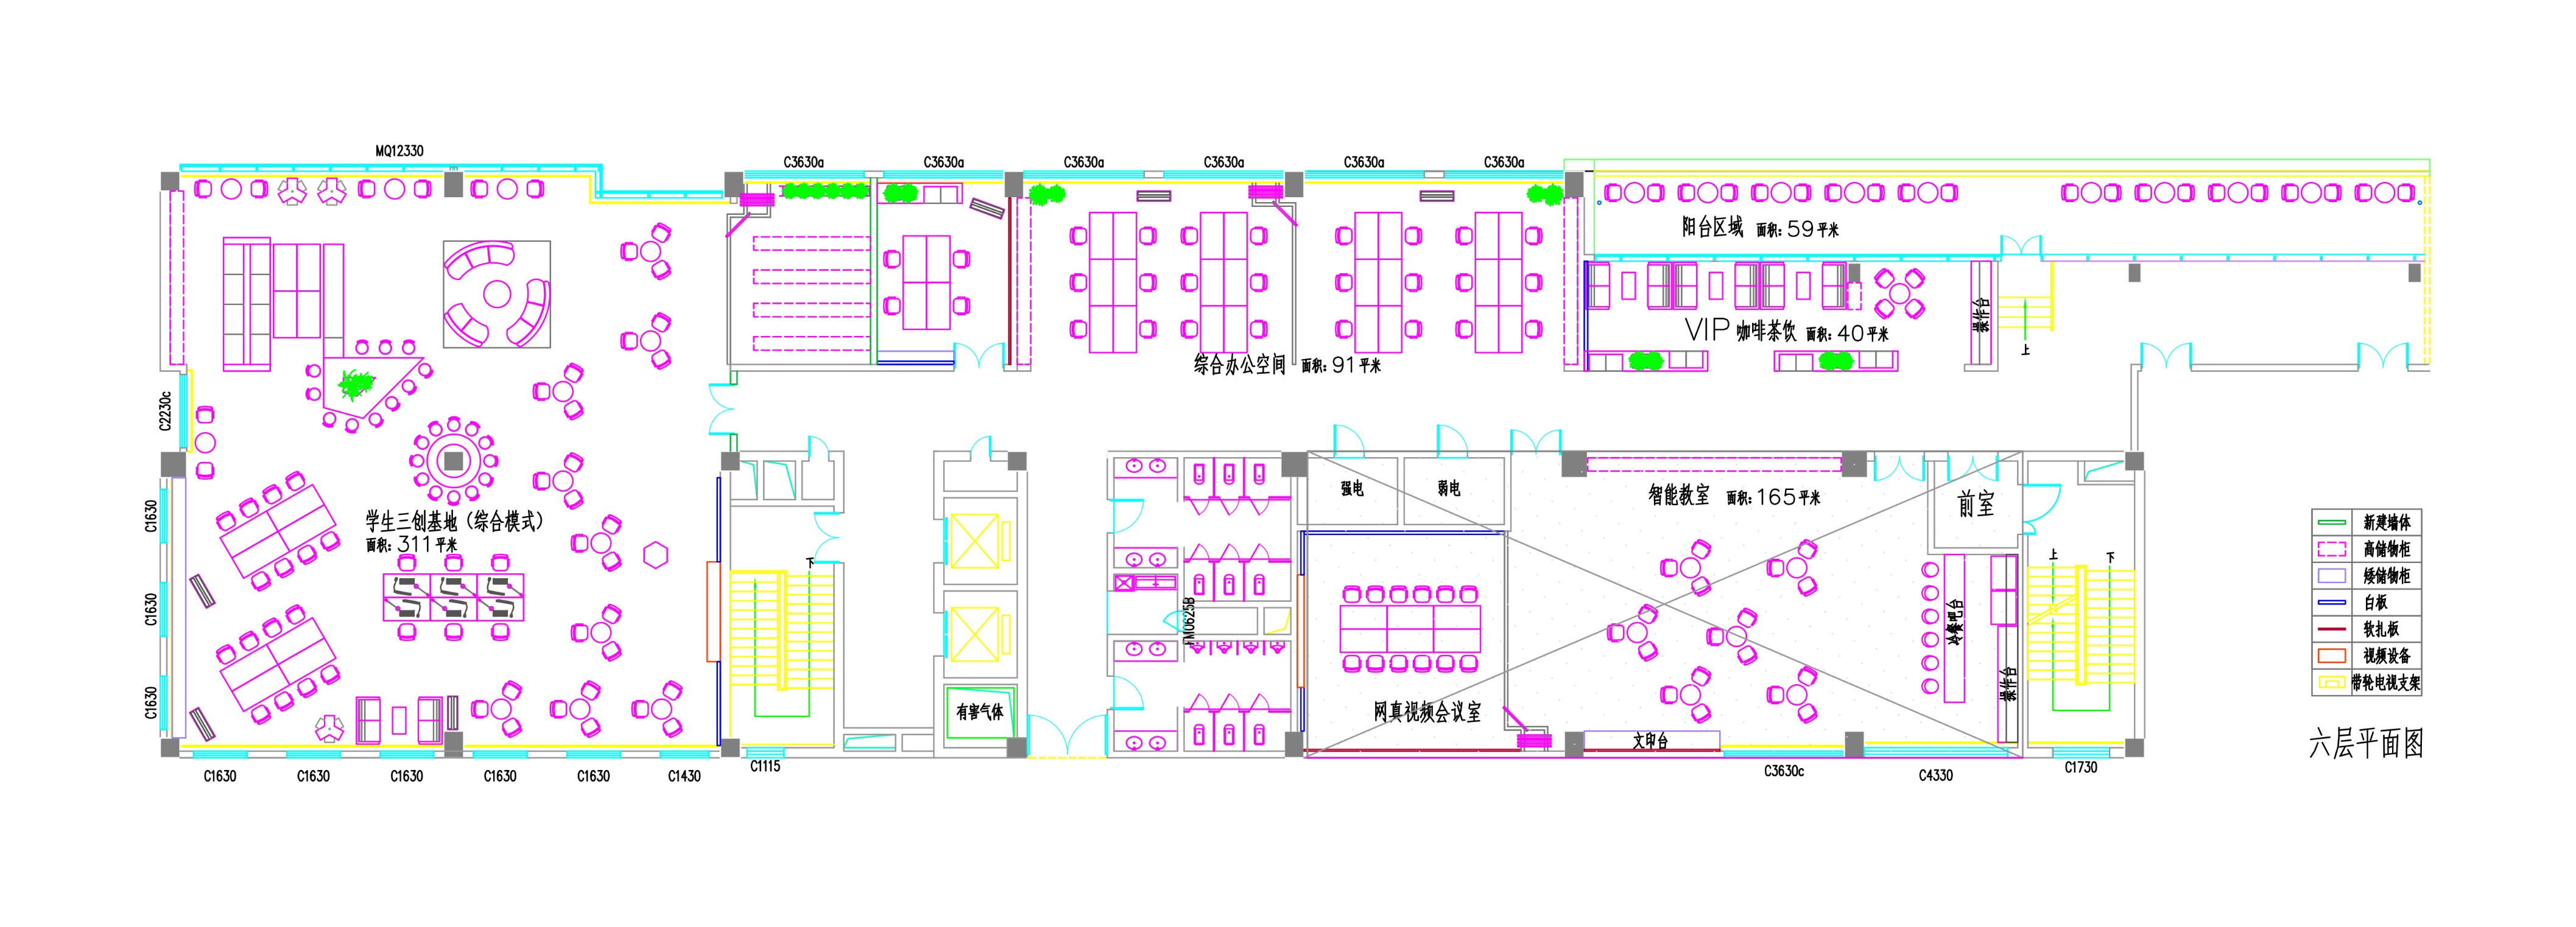 MQ12330
C3630a
C3630a
C3630a
C3630a
C3630a
C3630a
阳台区域 面积：59平米
VIP 咖啡茶饮 面积：40平米
操作台
上
综合办公空间 面积：91平米
C2230c
C1630
C1630
C1630
学生三创基地（综合模式）
面积：311平米
下
有害气体
FM0625B
强电
弱电
智能教室 面积：165平米
前室
上
下
冷餐吧台
操作台
网真视频会议室
文印台
C1630
C1630
C1630
C1630
C1630
C1430
C1115
C3630c
C4330
C1730
新建墙体
高储物柜
矮储物柜
白板
软扎板
视频设备
带轮电视支架
六层平面图